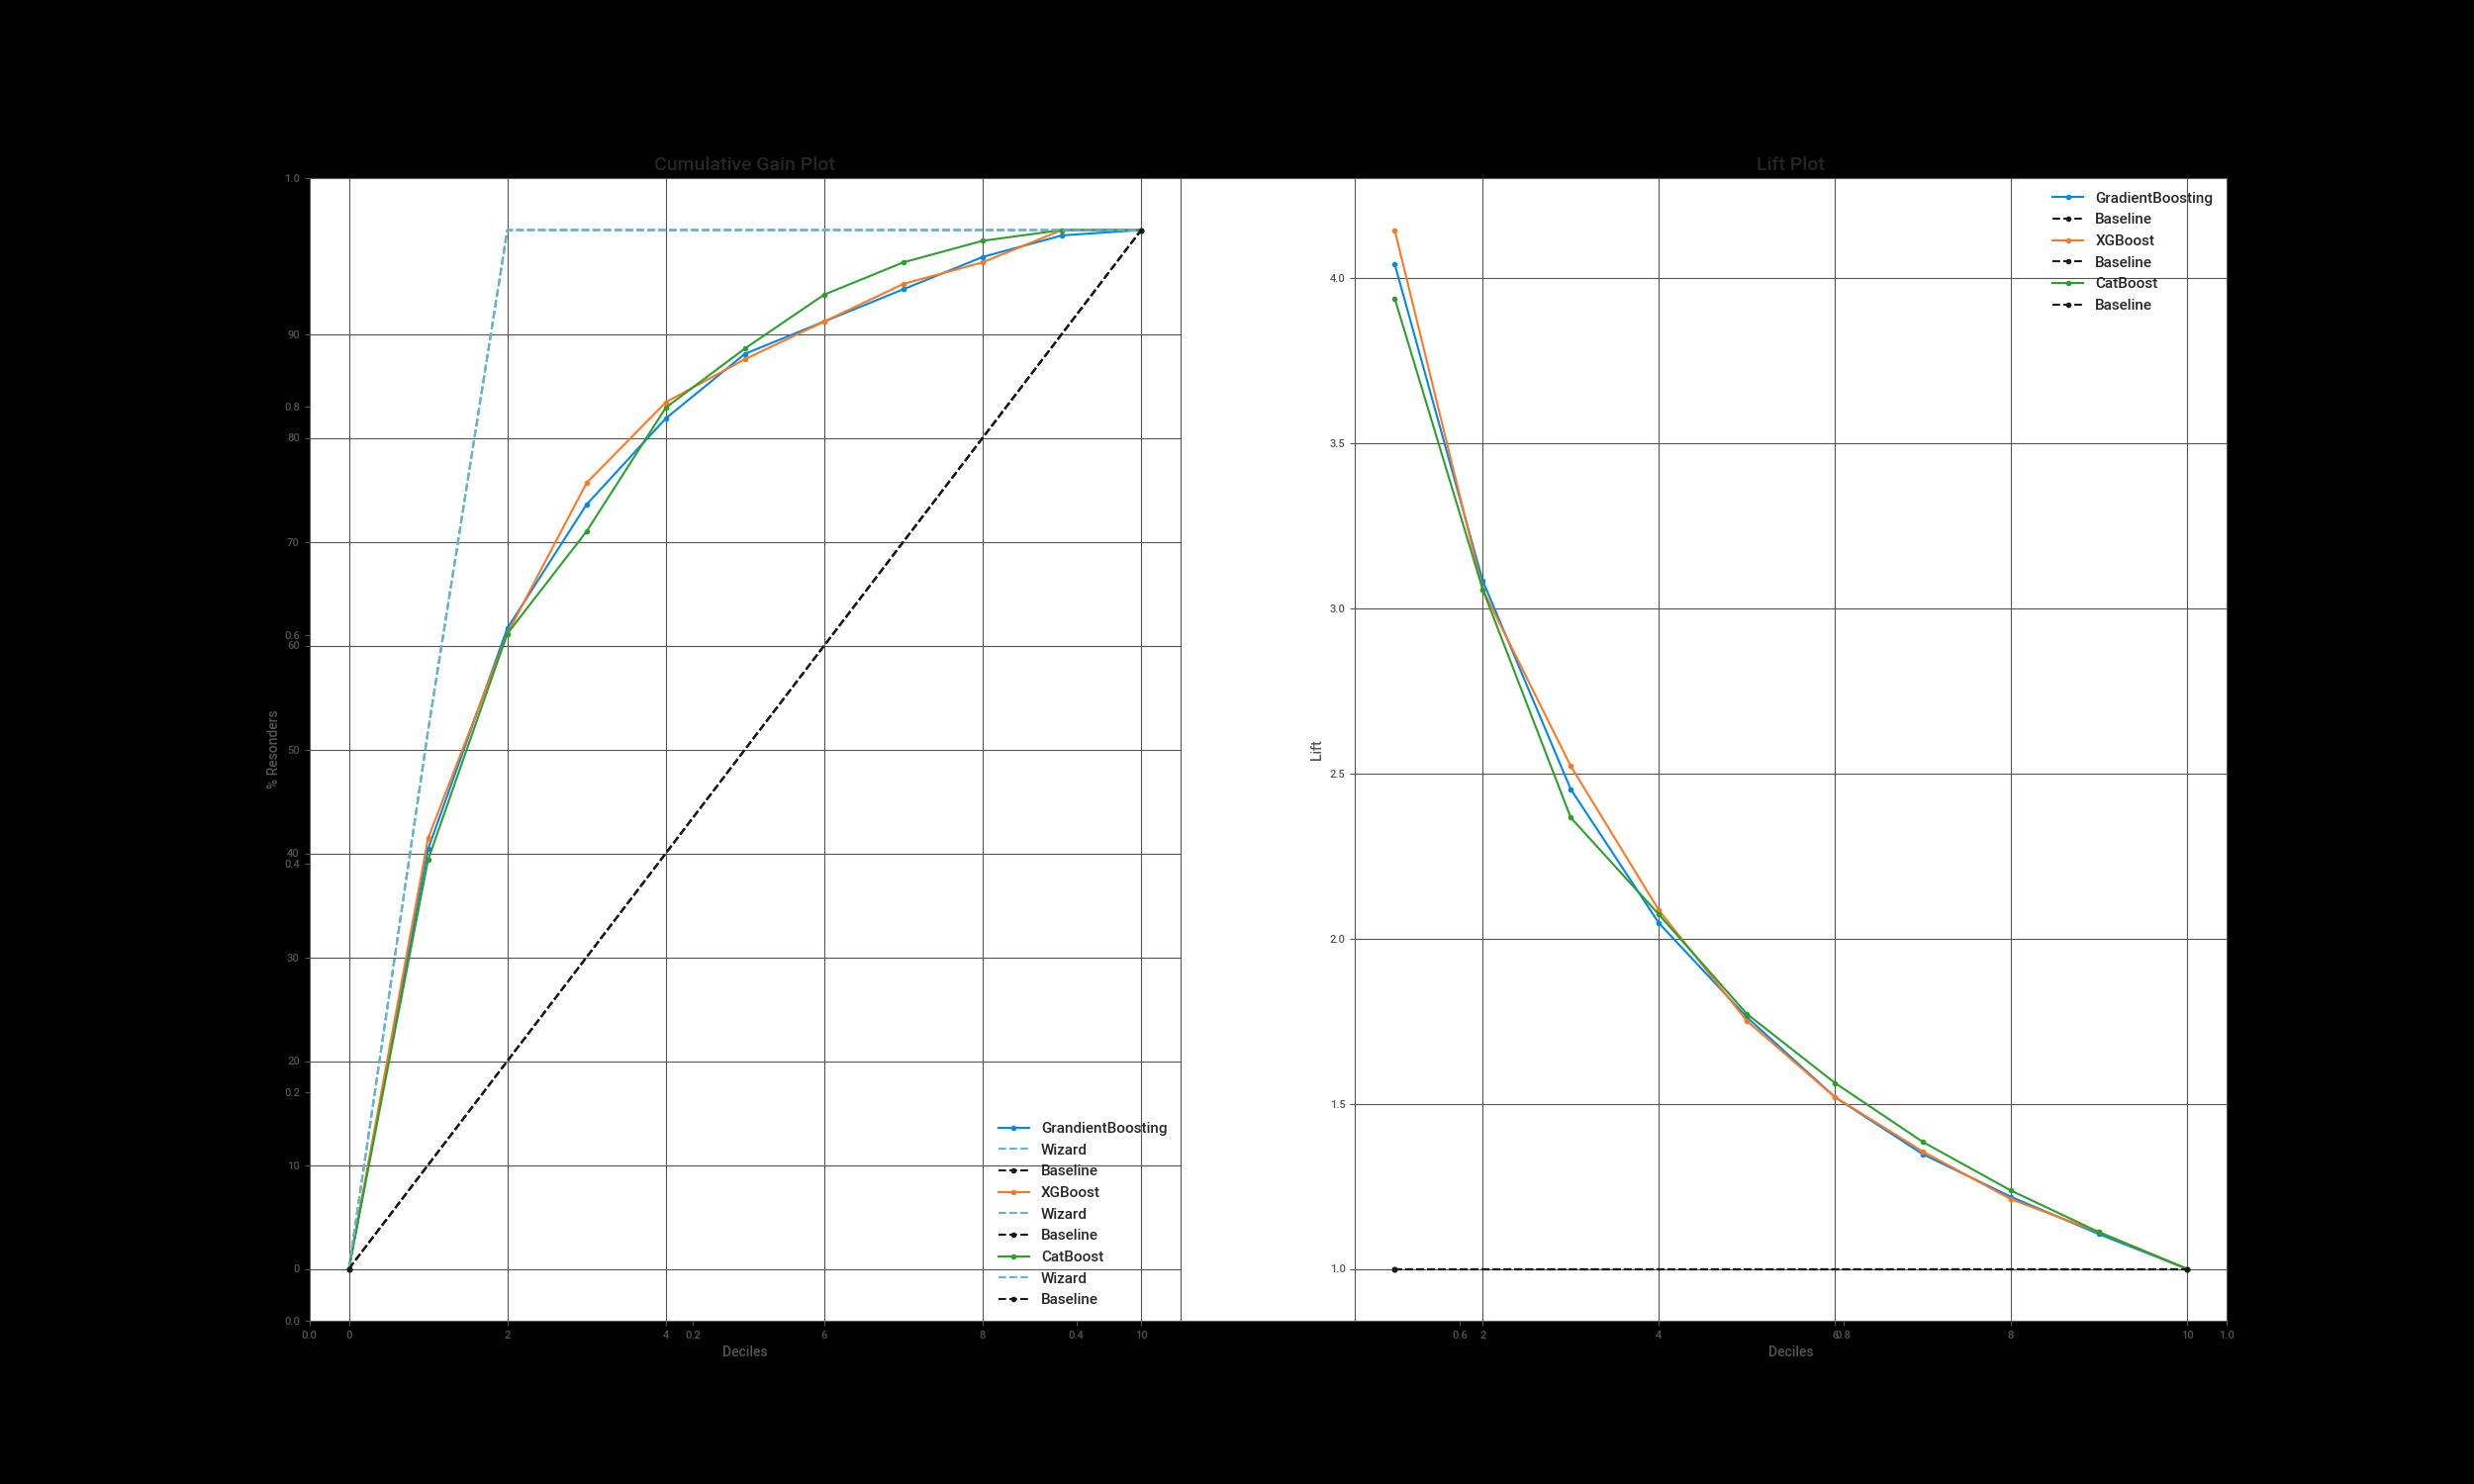 Cumulative Gain Plot
1.0
90
0.8
80
70
0.6
60
50
40
0.4
30
20
0.2
10
0
0.0
% Resonders
0.0 0 2 4 0.2 6 8 0.4 10
Deciles
GrandientBoosting
Wizard
Baseline
XGBoost
Wizard
Baseline
CatBoost
Wizard
Baseline
Lift Plot
GradientBoosting
Baseline
XGBoost
Baseline
CatBoost
Baseline
4.0
3.5
3.0
2.5
2.0
1.5
1.0
Lift
0.6 2 4 6 0.8 8 10 1.0
Deciles